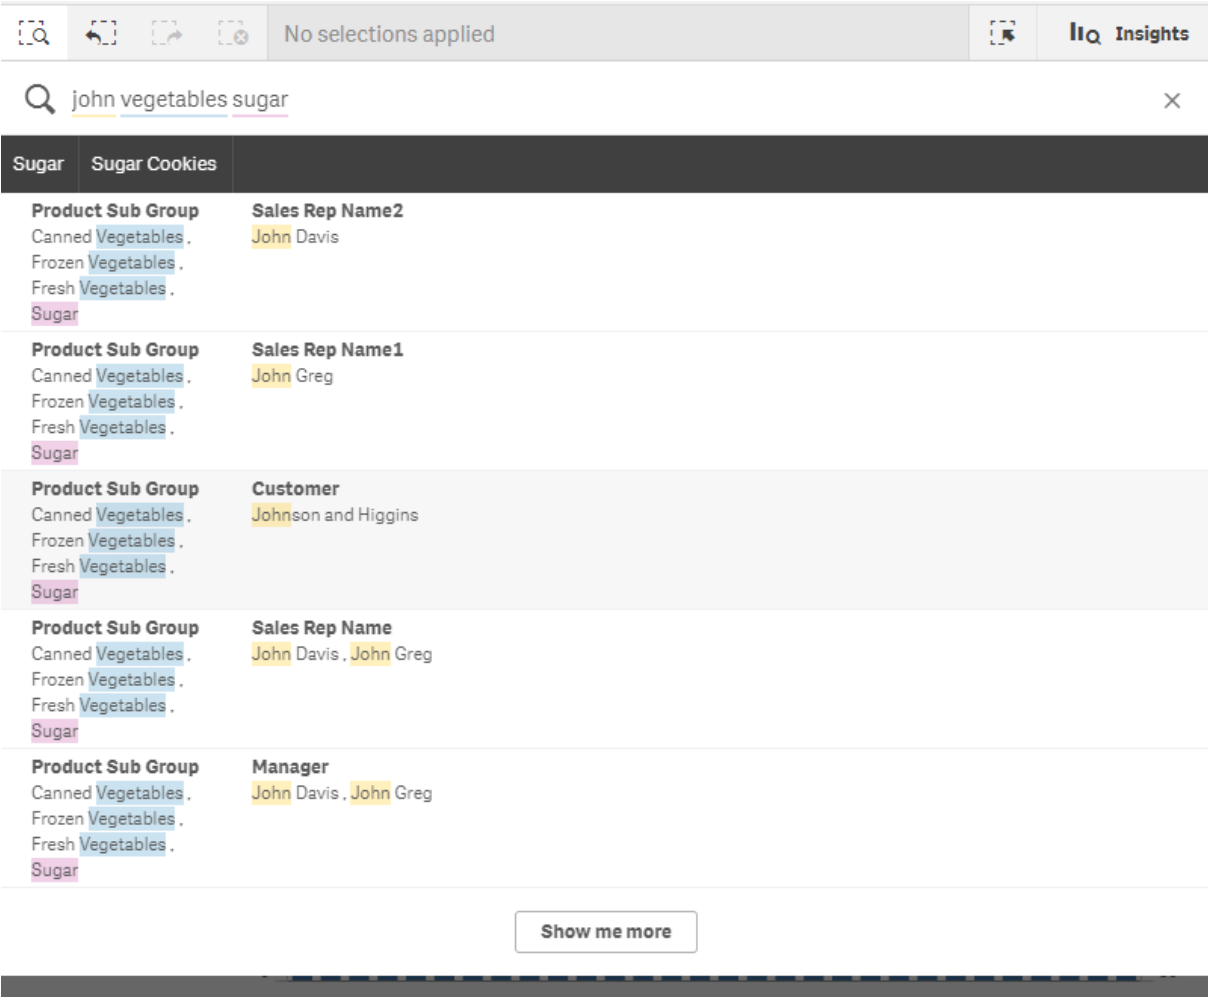 No selections applied
Insights
john vegetables sugar
Sugar Sugar Cookies
Product Sub Group Sales Rep Name2
Canned Vegetables , John Davis
Frozen Vegetables ,
Fresh Vegetables ,
Sugar
Product Sub Group Sales Rep Name1
Canned Vegetables , John Greg
Frozen Vegetables ,
Fresh Vegetables ,
Sugar
Product Sub Group Customer
Canned Vegetables , Johnson and Higgins
Frozen Vegetables ,
Fresh Vegetables ,
Sugar
Product Sub Group Sales Rep Name
Canned Vegetables , John Davis , John Greg
Frozen Vegetables ,
Fresh Vegetables ,
Sugar
Product Sub Group Manager
Canned Vegetables , John Davis , John Greg
Frozen Vegetables ,
Fresh Vegetables ,
Sugar
Show me more